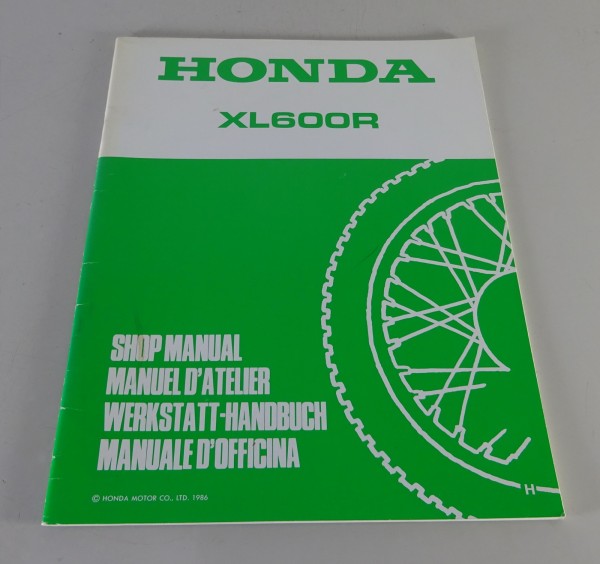 HONDA
XL600R
SHOP MANUAL
MANUEL D'ATELIER
WERKSTATT-HANDBUCH
MANUALE D'OFFICINA
© HONDA MOTOR CO., LTD. 1986
H